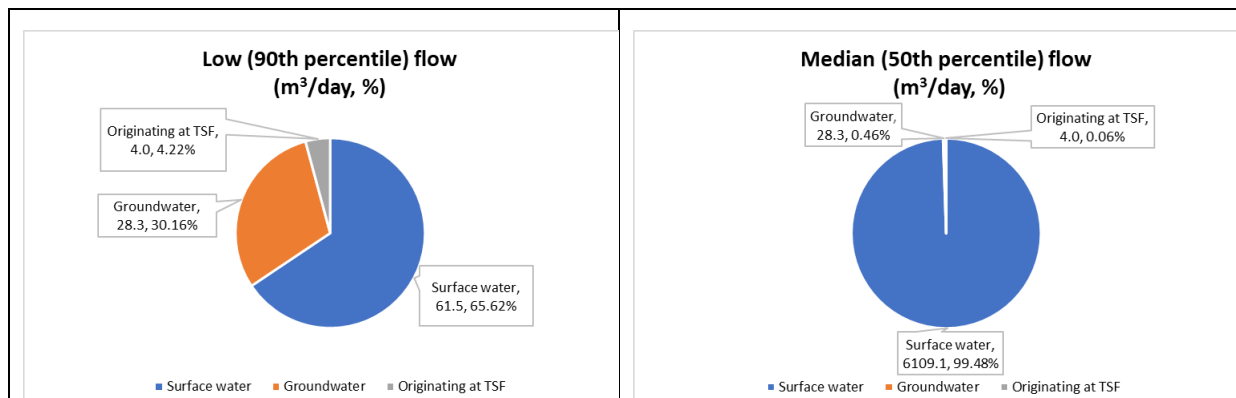 Low (90th percentile) flow
(m³/day, %)
Originating at TSF,
4.0, 4.22%
Groundwater,
28.3, 30.16%
Surface water,
61.5, 65.62%
Surface water Groundwater Originating at TSF
Median (50th percentile) flow
(m³/day, %)
Groundwater,
28.3, 0.46%
Originating at TSF,
4.0, 0.06%
Surface water,
6109.1, 99.48%
Surface water Groundwater Originating at TSF